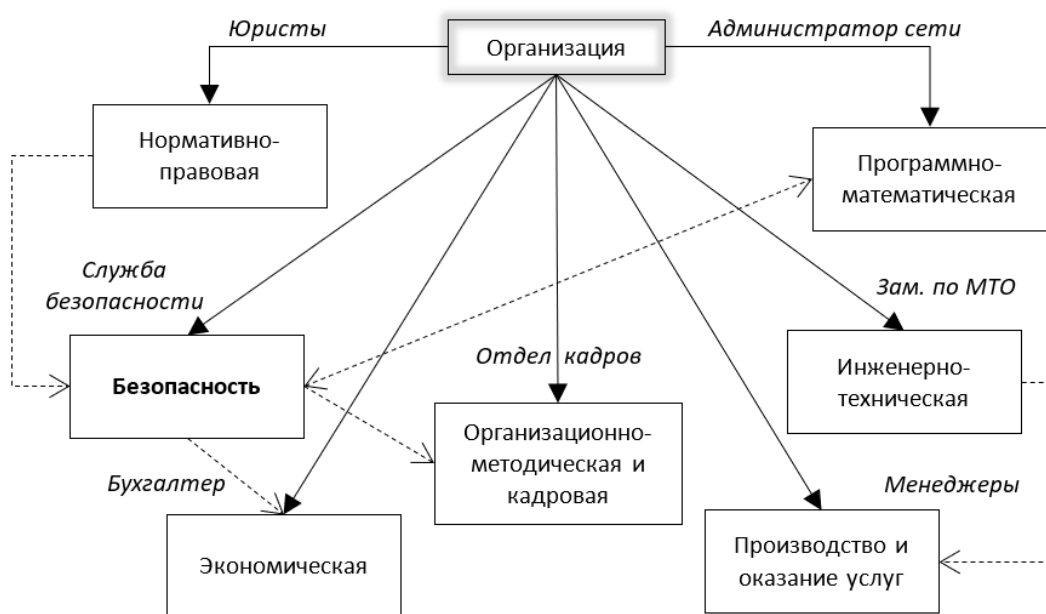 Юристы
Организация
Администратор сети
Нормативно-
правовая
Программно-
математическая
Служба
безопасности
Зам. по МТО
Безопасность
Отдел кадров
Инженерно-
техническая
Организационно-
методическая и
кадровая
Бухгалтер
Менеджеры
Экономическая
Производство и
оказание услуг